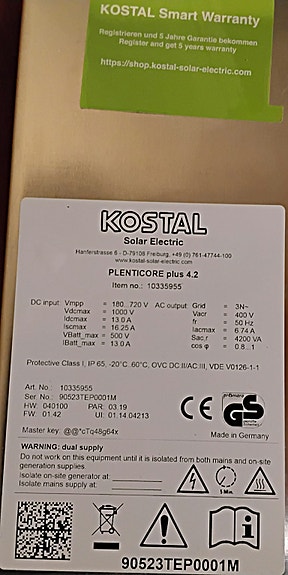 KOSTAL Smart Warranty
Registrieren und 5 Jahre Garantie bekommen
Register and get 5 years warranty
https://shop.kostal-solar-electric.com
KOSTAL
Solar Electric
Hanferstrasse 6 - D-79108 Freiburg, +49 (0) 761-47744-100
www.kostal-solar-electric.com
PLENTICORE plus 4.2
Item no.: 10335955
DC input: Vmpp = 180...720 V AC output: Grid = 3N~
Vdcmax = 1000 V Vacr = 400 V
Idcmax = 13.0 A fr = 50 Hz
Iscmax = 16.25 A Iacmax = 6.74 A
VBatt_max = 500 V Sac,r = 4200 VA
IBatt_max = 13.0 A cos φ = 0.8...1
Protective Class I, IP 65, -20°C...60°C, OVC DC:II/AC:III, VDE V0126-1-1
Art. No.: 10335955
Ser No.: 90523TEP0001M
HW: 040100 PAR: 03.19
FW: 01.42 UI: 01.14.04213
CE
GS
Master key: @@*cTq48g64x
Made in Germany
WARNING: dual supply
Do not work on this equipment until it is isolated from both mains and on-site
generation supplies
Isolate on-site generator at:
Isolate mains supply at:
5 Min.
90523TEP0001M